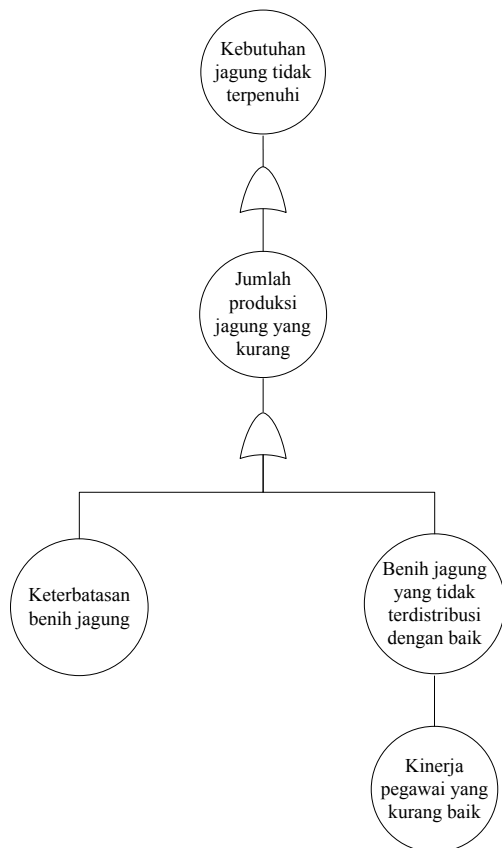 Kebutuhan
jagung tidak
terpenuhi
Jumlah
produksi
jagung yang
kurang
Keterbatasan
benih jagung
Benih jagung
yang tidak
terdistribusi
dengan baik
Kinerja
pegawai yang
kurang baik